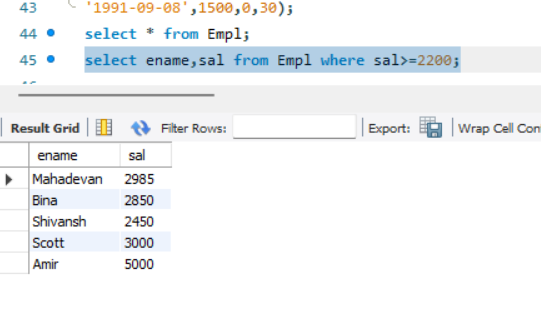 43 '1991-09-08',1500,0,30);
44 select * from Empl;
45 select ename,sal from Empl where sal>=2200;
Result Grid Filter Rows: Export: Wrap Cell Con
ename sal
Mahadevan 2985
Bina 2850
Shivansh 2450
Scott 3000
Amir 5000